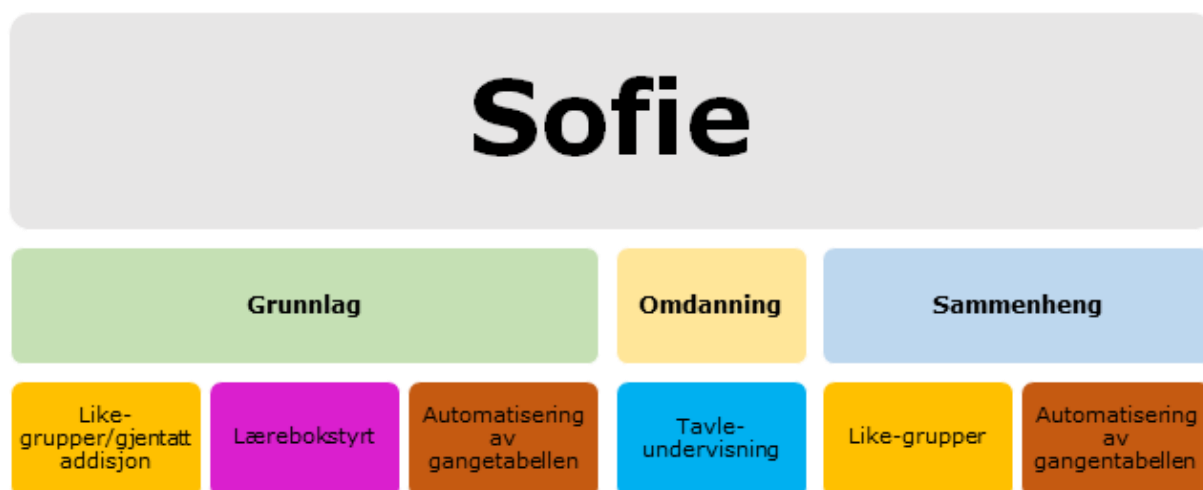 Sofie
Grunnlag
Omdanning
Sammenheng
Like-
grupper/gjentatt
addisjon
Lærebokstyrt
Automatisering
av
gangetabellen
Tavle-
undervisning
Like-grupper
Automatisering
av
gangentabellen